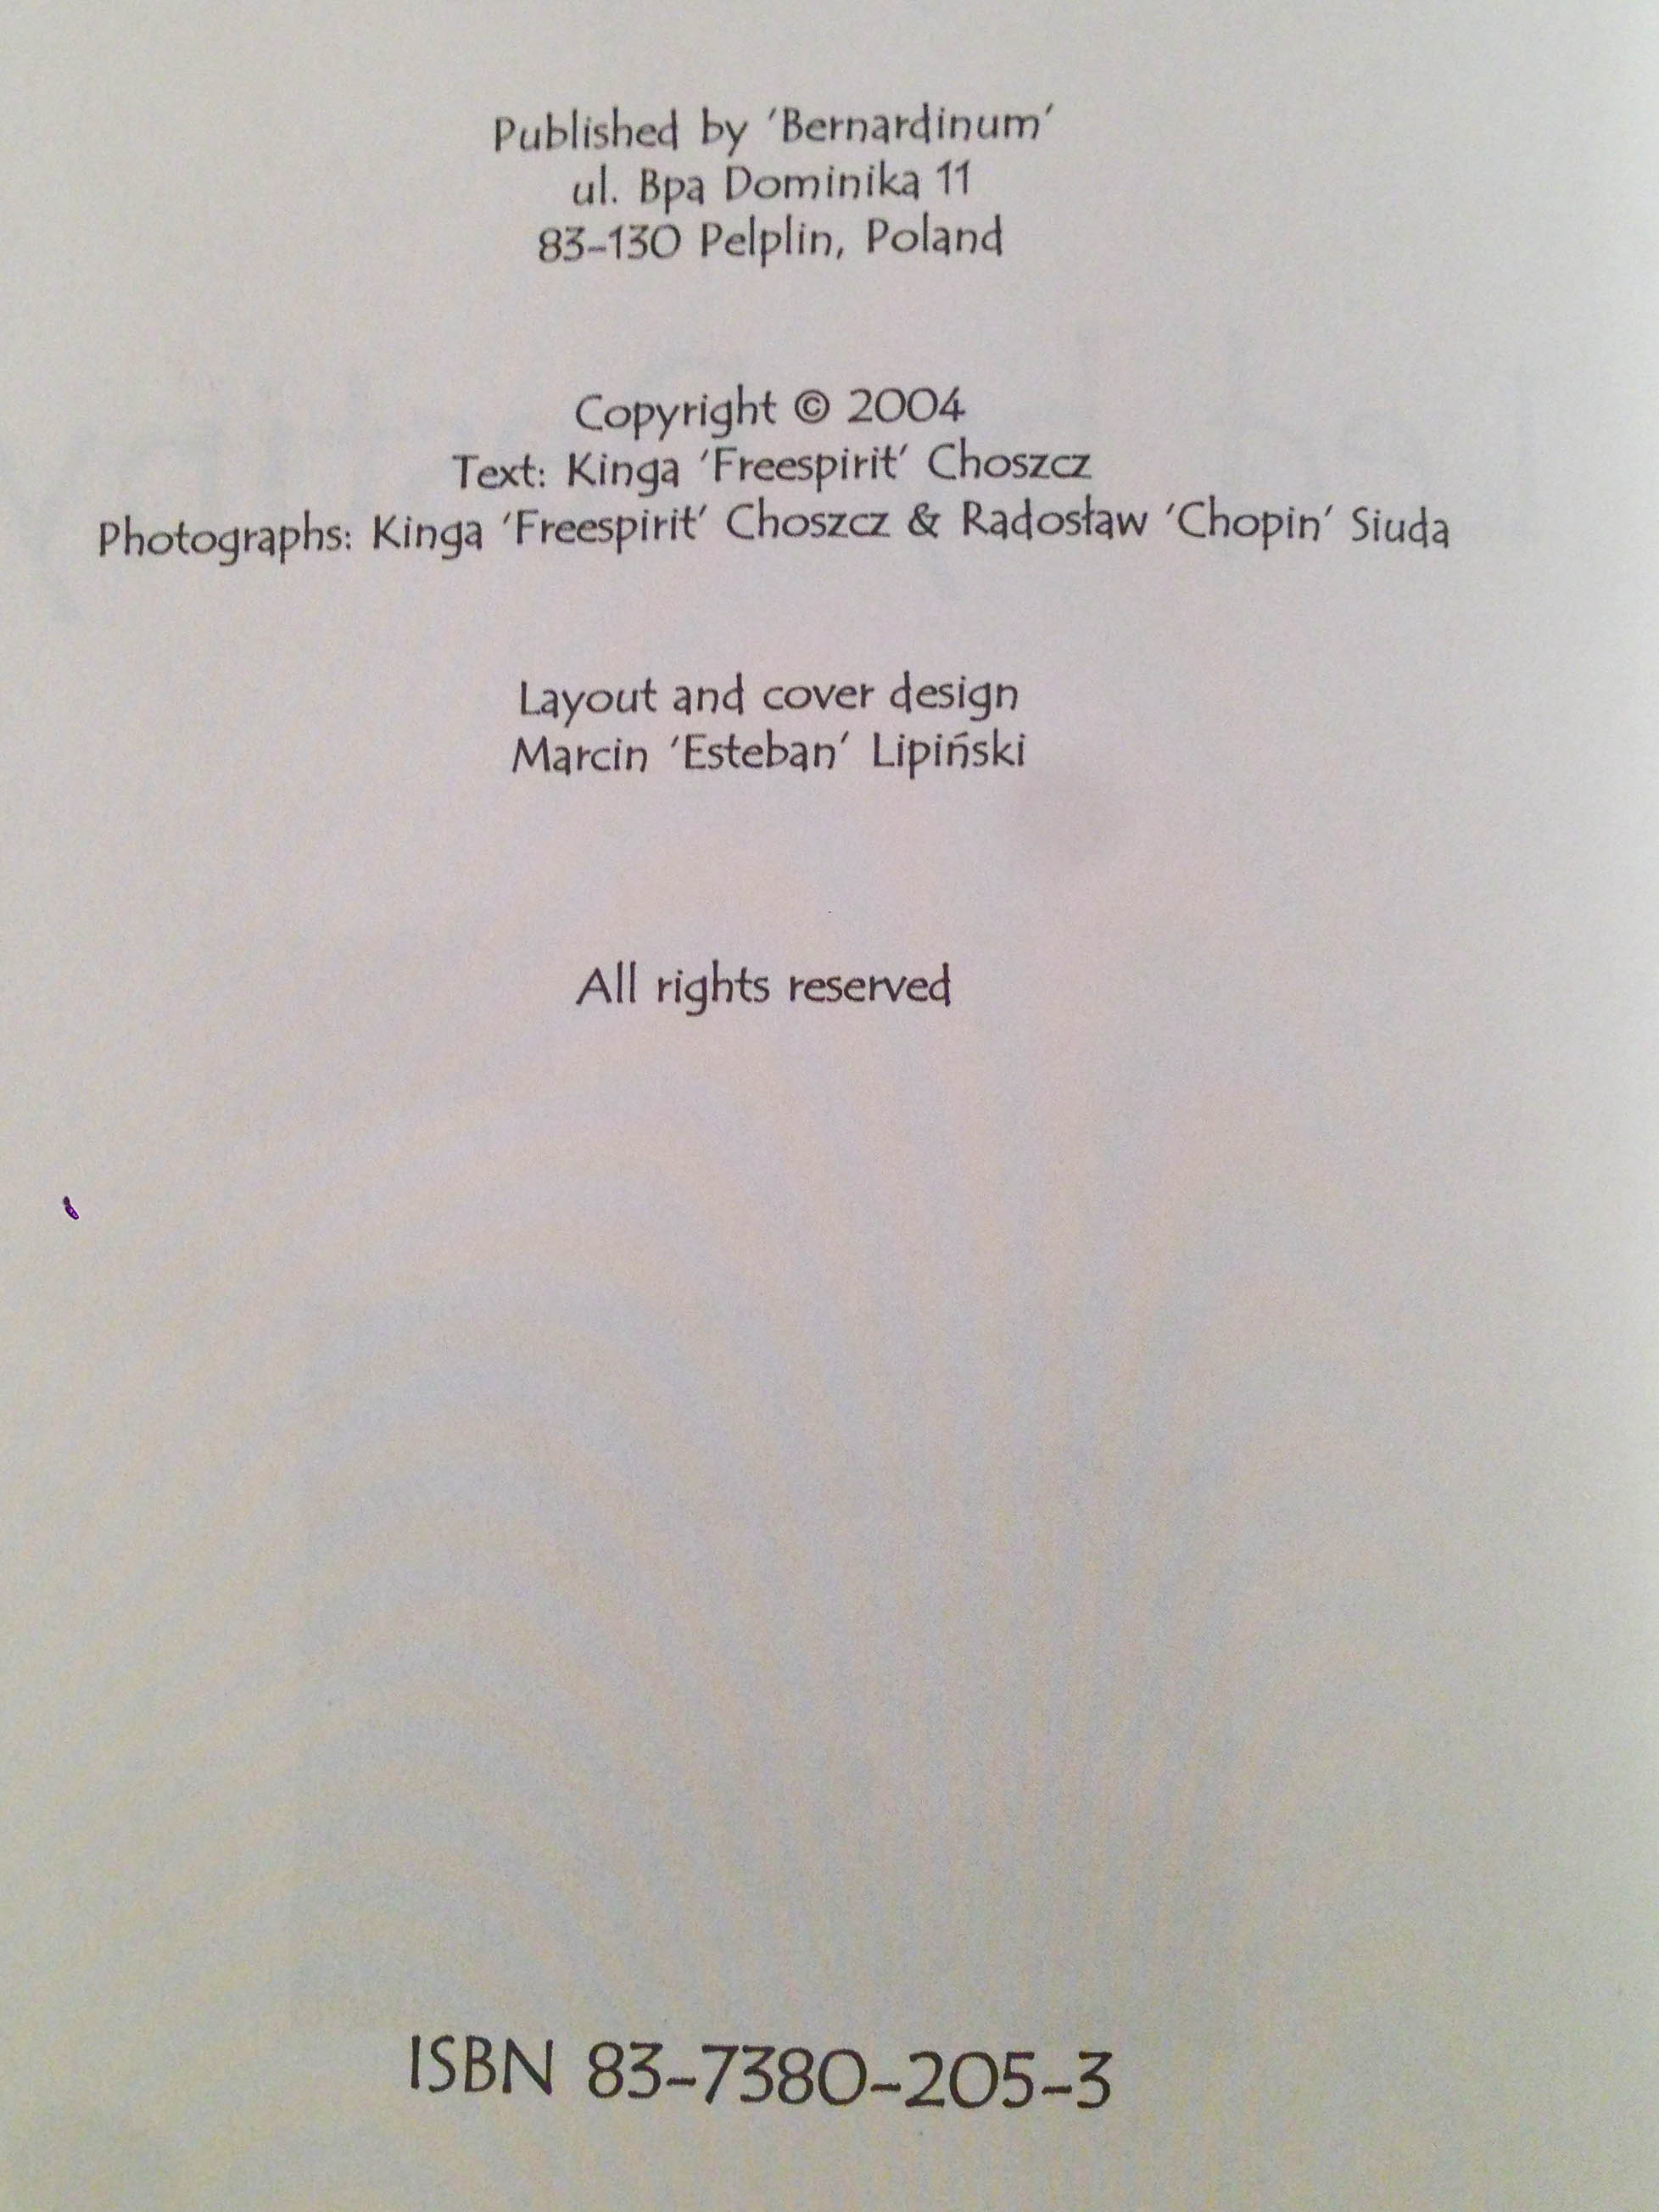 Published by 'Bernardinum'
ul. Bpa Dominika 11
83-130 Pelplin, Poland
Copyright © 2004
Text: Kinga 'Freespirit' Choszcz
Photographs: Kinga 'Freespirit' Choszcz & Radosław 'Chopin' Siuda
Layout and cover design
Marcin 'Esteban' Lipiński
All rights reserved
ISBN 83-7380-205-3